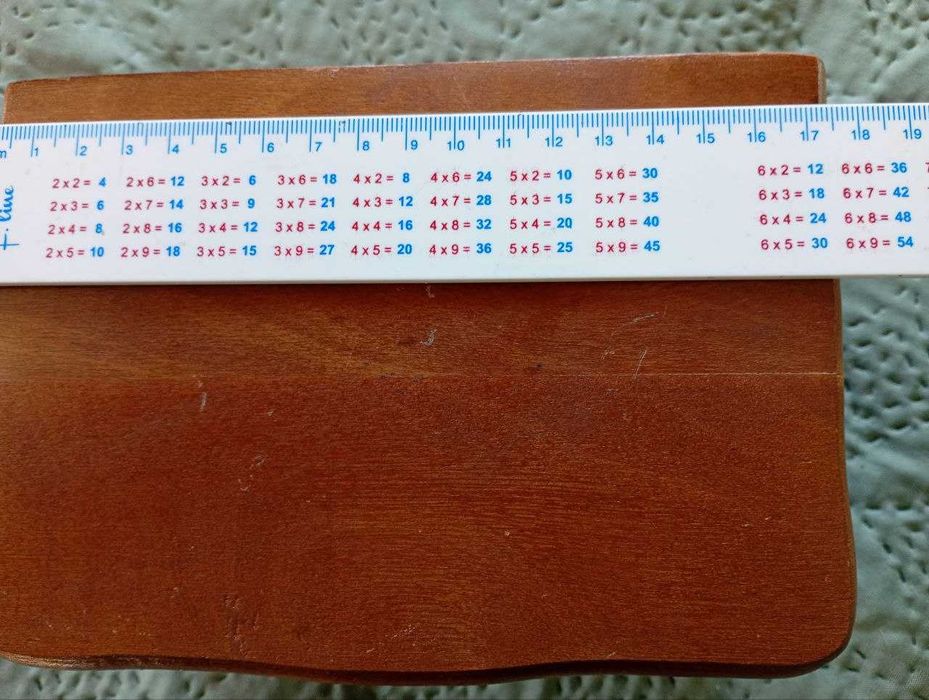 m 1 2 3 4 5 6 7 8 9 10 11 12 13 14 15 16 17 18 19
2 x 2 = 4 2 x 6 = 12 3 x 2 = 6 3 x 6 = 18 4 x 2 = 8 4 x 6 = 24 5 x 2 = 10 5 x 6 = 30 6 x 2 = 12 6 x 6 = 36
2 x 3 = 6 2 x 7 = 14 3 x 3 = 9 3 x 7 = 21 4 x 3 = 12 4 x 7 = 28 5 x 3 = 15 5 x 7 = 35 6 x 3 = 18 6 x 7 = 42
2 x 4 = 8 2 x 8 = 16 3 x 4 = 12 3 x 8 = 24 4 x 4 = 16 4 x 8 = 32 5 x 4 = 20 5 x 8 = 40 6 x 4 = 24 6 x 8 = 48
2 x 5 = 10 2 x 9 = 18 3 x 5 = 15 3 x 9 = 27 4 x 5 = 20 4 x 9 = 36 5 x 5 = 25 5 x 9 = 45 6 x 5 = 30 6 x 9 = 54
line